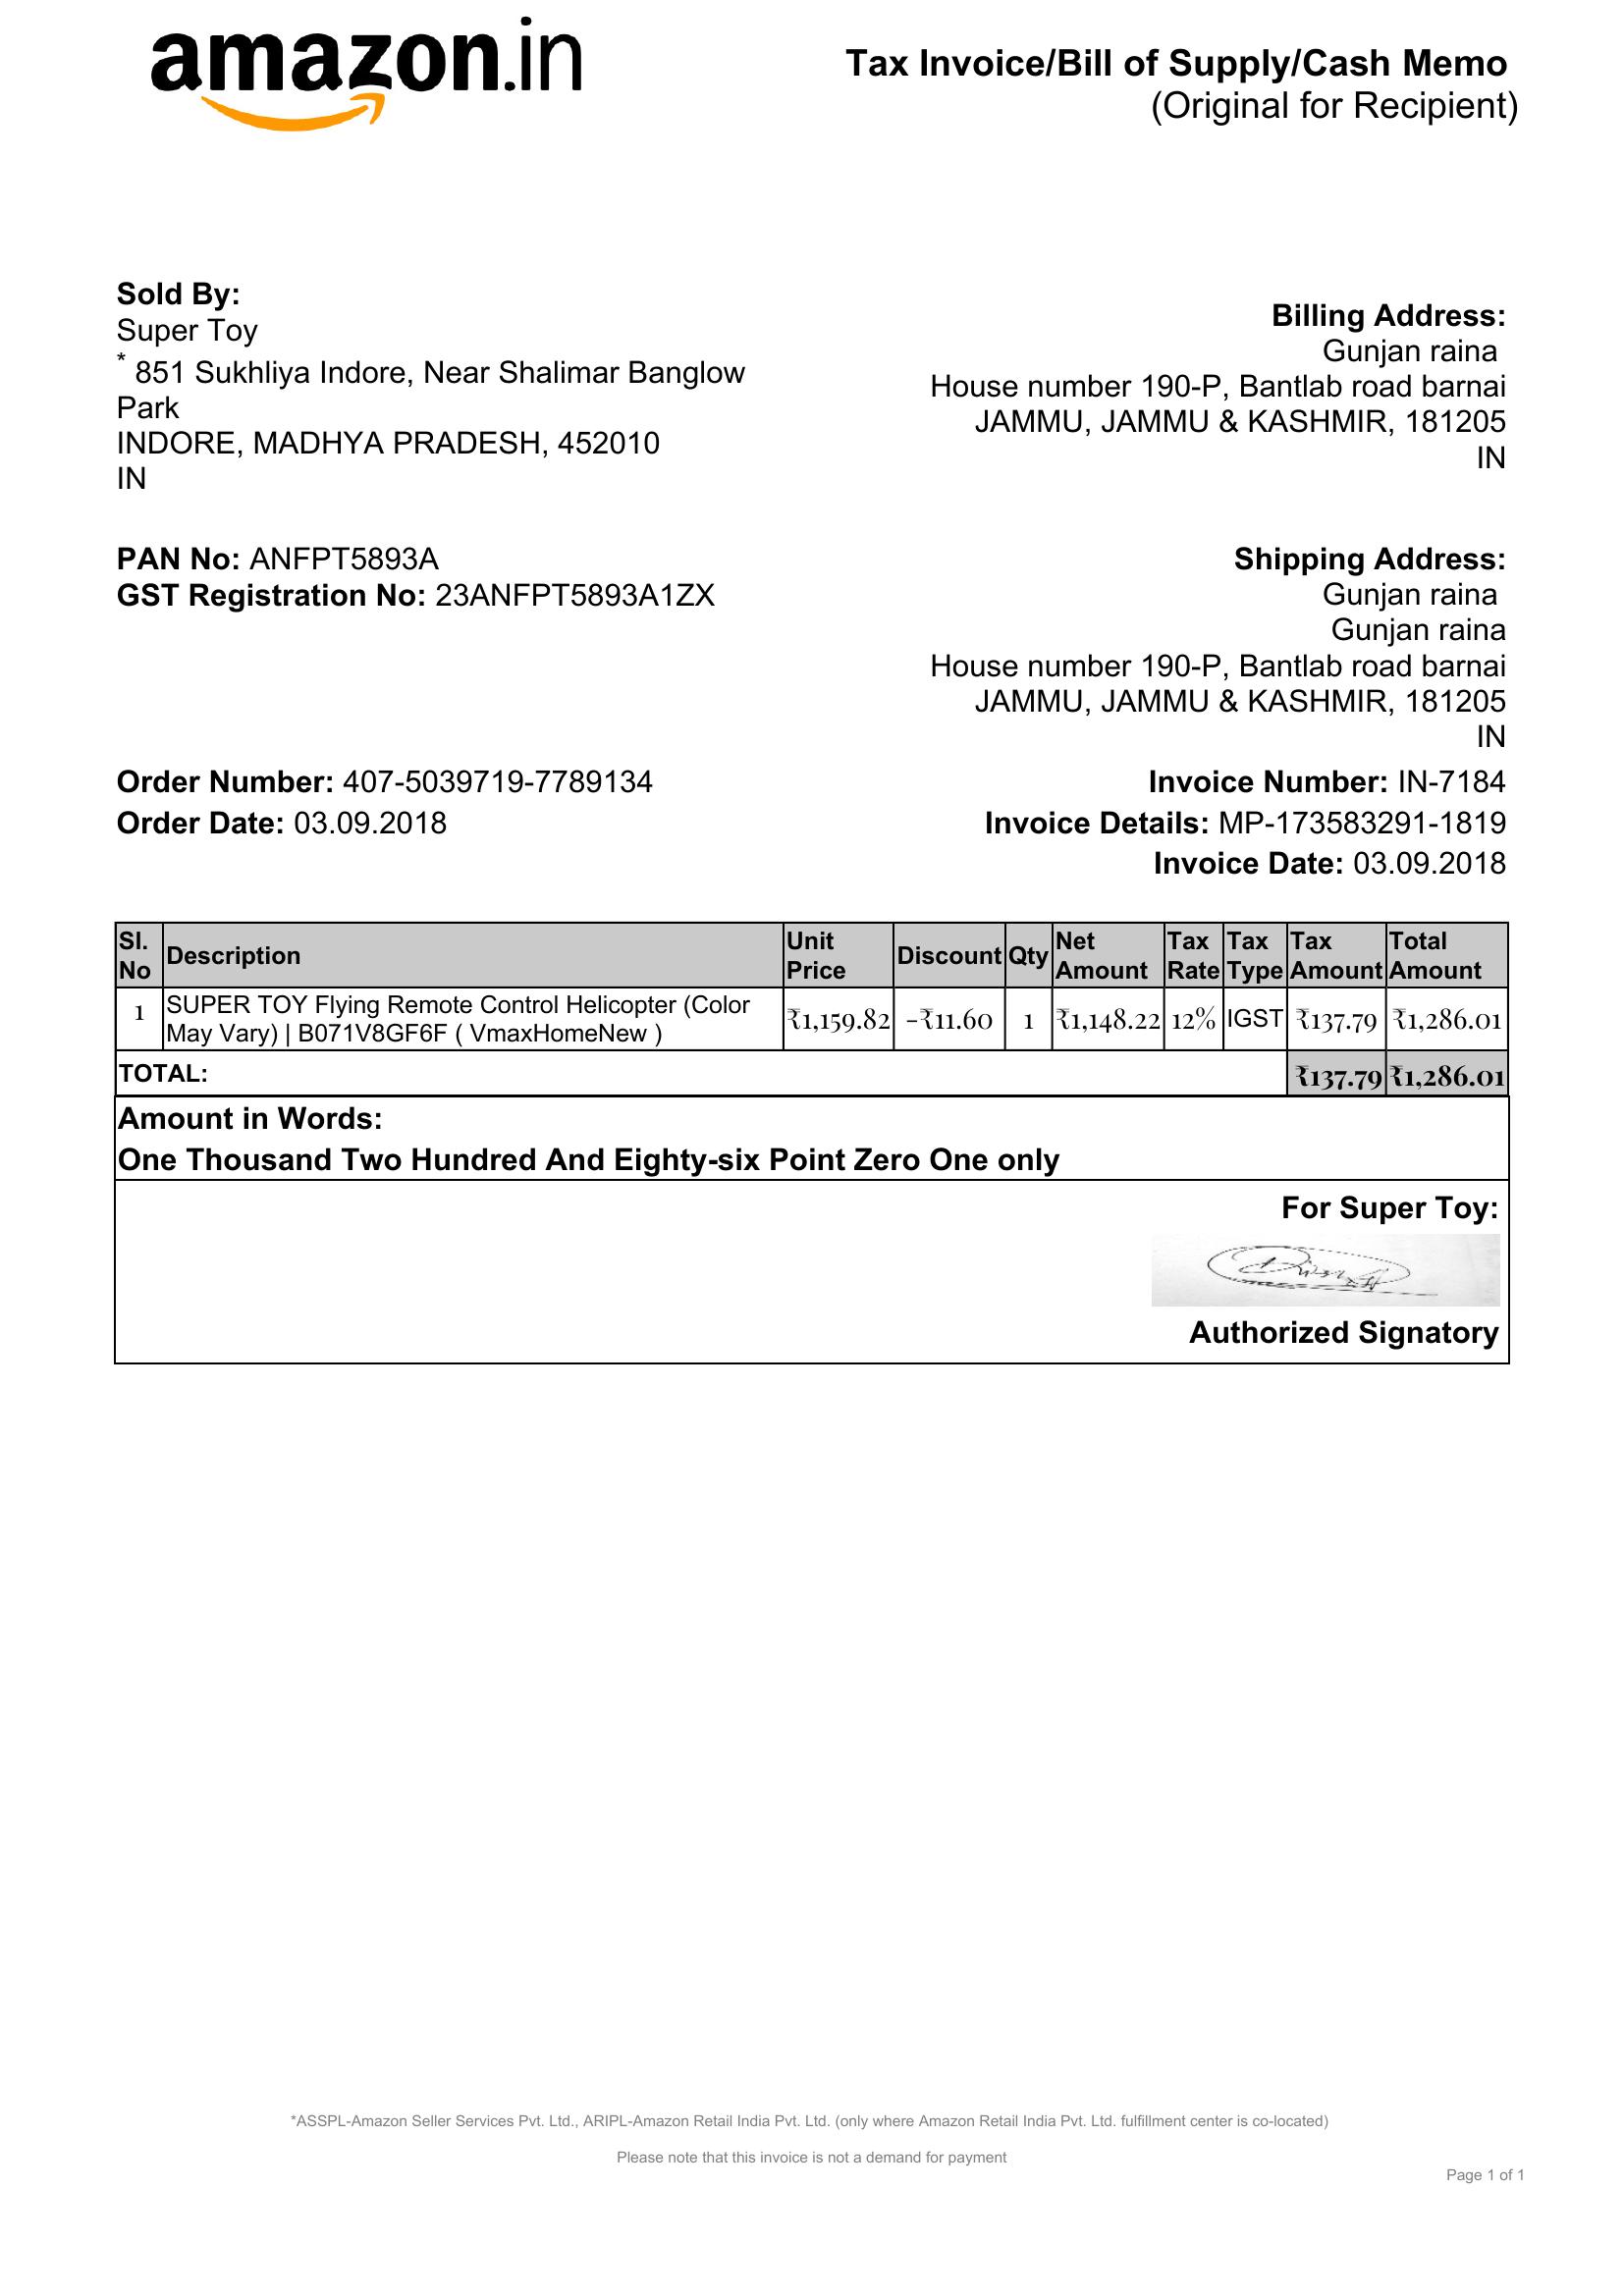 amazon.in
Tax Invoice/Bill of Supply/Cash Memo
(Original for Recipient)
Sold By:
Super Toy
* 851 Sukhliya Indore, Near Shalimar Banglow
Park
INDORE, MADHYA PRADESH, 452010
IN
Billing Address:
Gunjan raina
House number 190-P, Bantlab road barnai
JAMMU, JAMMU & KASHMIR, 181205
IN
PAN No: ANFPT5893A
GST Registration No: 23ANFPT5893A1ZX
Shipping Address:
Gunjan raina
Gunjan raina
House number 190-P, Bantlab road barnai
JAMMU, JAMMU & KASHMIR, 181205
IN
Order Number: 407-5039719-7789134
Order Date: 03.09.2018
Invoice Number: IN-7184
Invoice Details: MP-173583291-1819
Invoice Date: 03.09.2018
Sl. No Description Unit Price Discount Qty Net Amount Tax Rate Tax Type Tax Amount Total Amount
1 SUPER TOY Flying Remote Control Helicopter (Color
May Vary) | B071V8GF6F ( VmaxHomeNew ) ₹1,159.82 -₹11.60 1 ₹1,148.22 12% IGST ₹137.79 ₹1,286.01
TOTAL: ₹137.79 ₹1,286.01
Amount in Words:
One Thousand Two Hundred And Eighty-six Point Zero One only
For Super Toy:
Authorized Signatory
*ASSPL-Amazon Seller Services Pvt. Ltd., ARIPL-Amazon Retail India Pvt. Ltd. (only where Amazon Retail India Pvt. Ltd. fulfillment center is co-located)
Please note that this invoice is not a demand for payment
Page 1 of 1